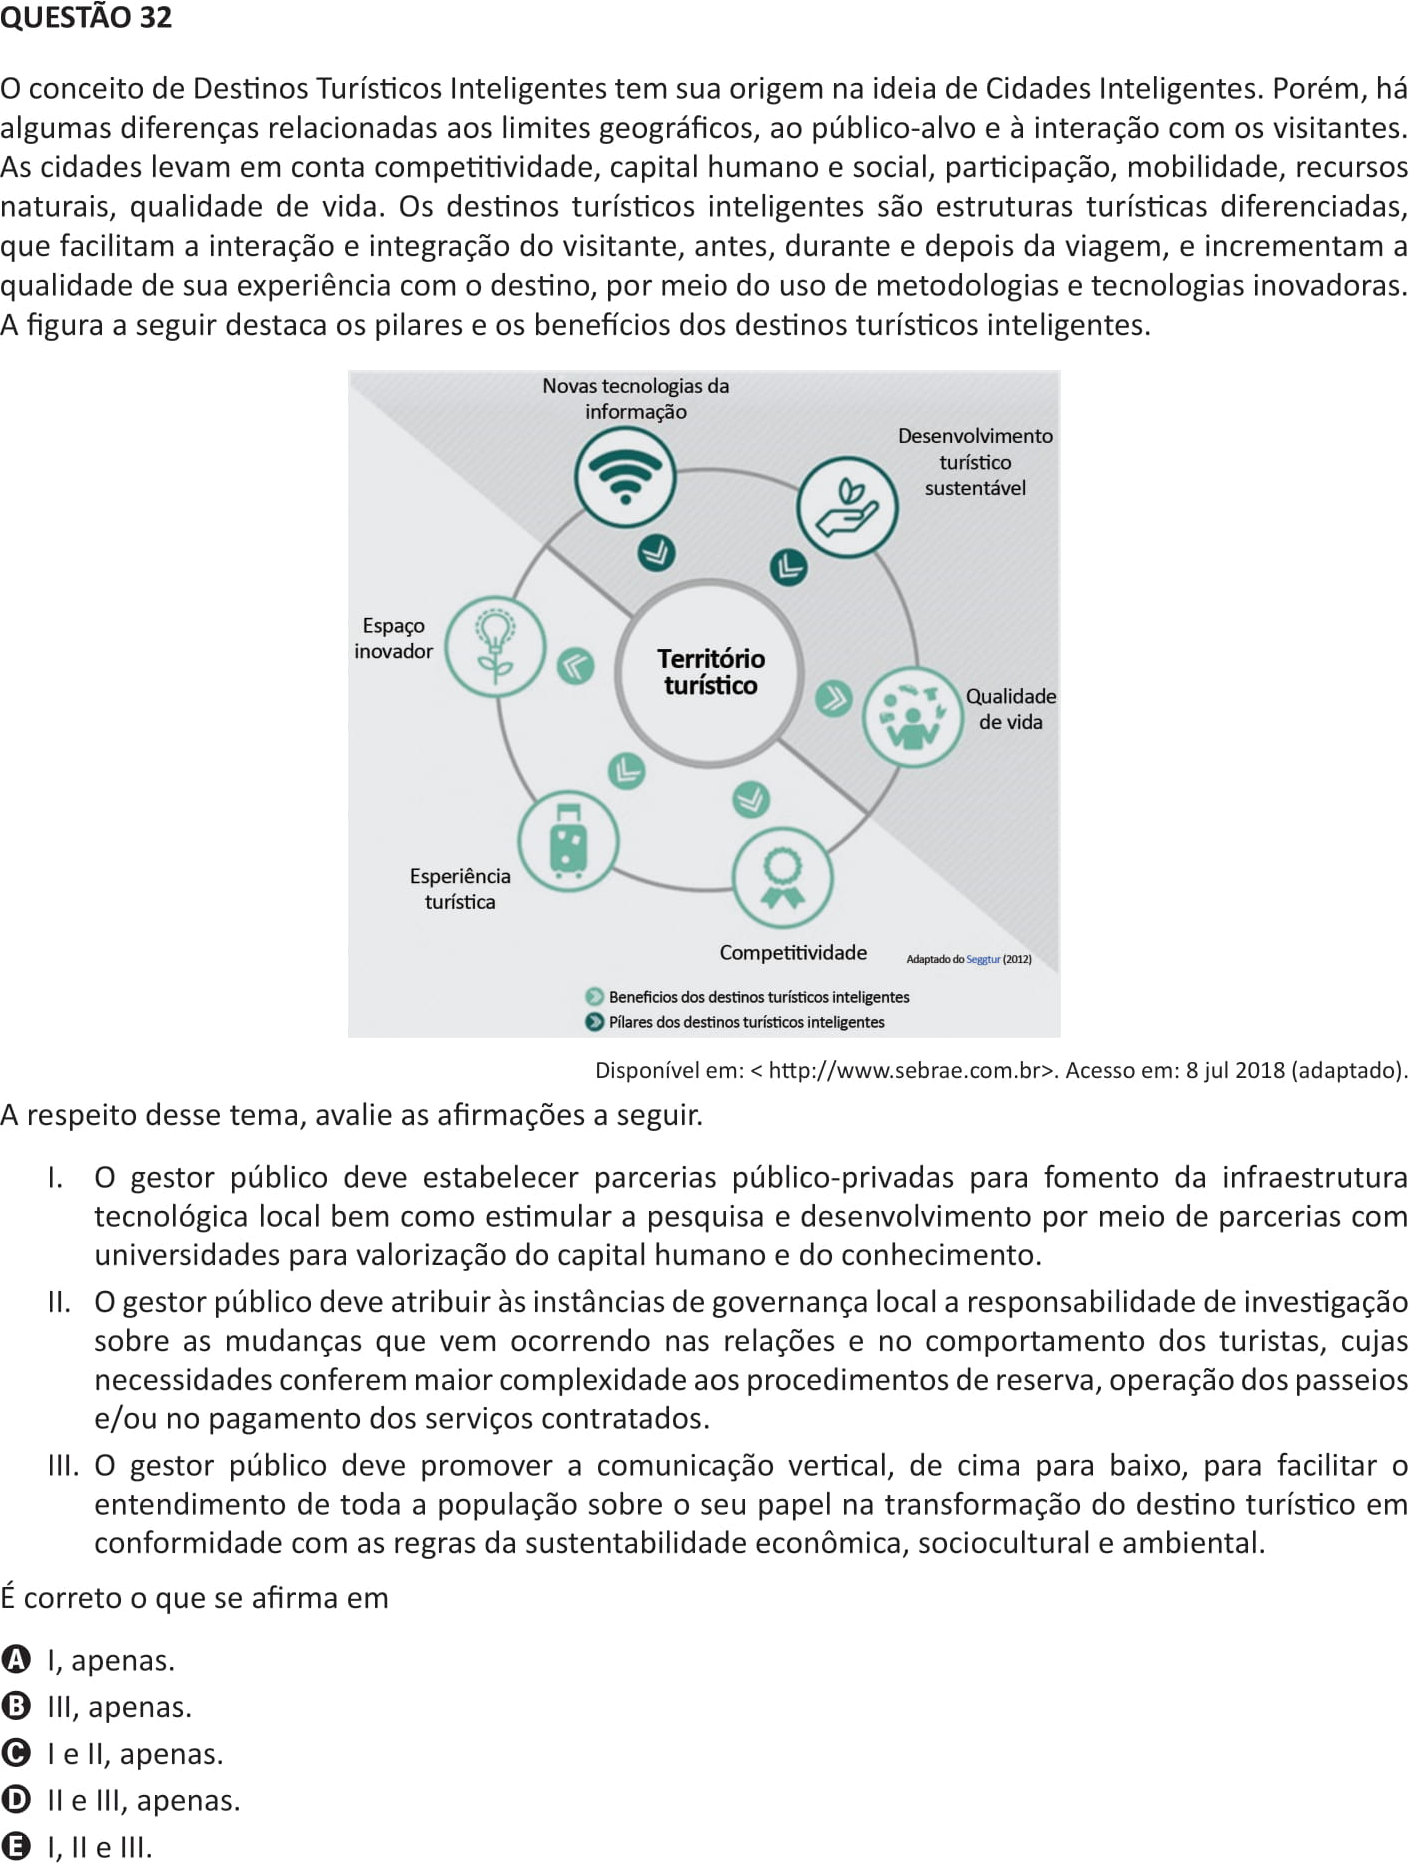 QUESTÃO 32
O conceito de Destinos Turísticos Inteligentes tem sua origem na ideia de Cidades Inteligentes. Porém, há
algumas diferenças relacionadas aos limites geográficos, ao público-alvo e à interação com os visitantes.
As cidades levam em conta competitividade, capital humano e social, participação, mobilidade, recursos
naturais, qualidade de vida. Os destinos turísticos inteligentes são estruturas turísticas diferenciadas,
que facilitam a interação e integração do visitante, antes, durante e depois da viagem, e incrementam a
qualidade de sua experiência com o destino, por meio do uso de metodologias e tecnologias inovadoras.
A figura a seguir destaca os pilares e os benefícios dos destinos turísticos inteligentes.
Novas tecnologias da
informação
Desenvolvimento
turístico
sustentável
Espaço
inovador
Território
turístico
Qualidade
de vida
Esperiência
turística
Competitividade
Adaptado do Seggtur (2012)
Beneficios dos destinos turísticos inteligentes
Pílares dos destinos turísticos inteligentes
Disponível em: < http://www.sebrae.com.br>. Acesso em: 8 jul 2018 (adaptado).
A respeito desse tema, avalie as afirmações a seguir.
I. O gestor público deve estabelecer parcerias público-privadas para fomento da infraestrutura
tecnológica local bem como estimular a pesquisa e desenvolvimento por meio de parcerias com
universidades para valorização do capital humano e do conhecimento.
II. O gestor público deve atribuir às instâncias de governança local a responsabilidade de investigação
sobre as mudanças que vem ocorrendo nas relações e no comportamento dos turistas, cujas
necessidades conferem maior complexidade aos procedimentos de reserva, operação dos passeios
e/ou no pagamento dos serviços contratados.
III. O gestor público deve promover a comunicação vertical, de cima para baixo, para facilitar o
entendimento de toda a população sobre o seu papel na transformação do destino turístico em
conformidade com as regras da sustentabilidade econômica, sociocultural e ambiental.
É correto o que se afirma em
A I, apenas.
B III, apenas.
C I e II, apenas.
D II e III, apenas.
E I, II e III.